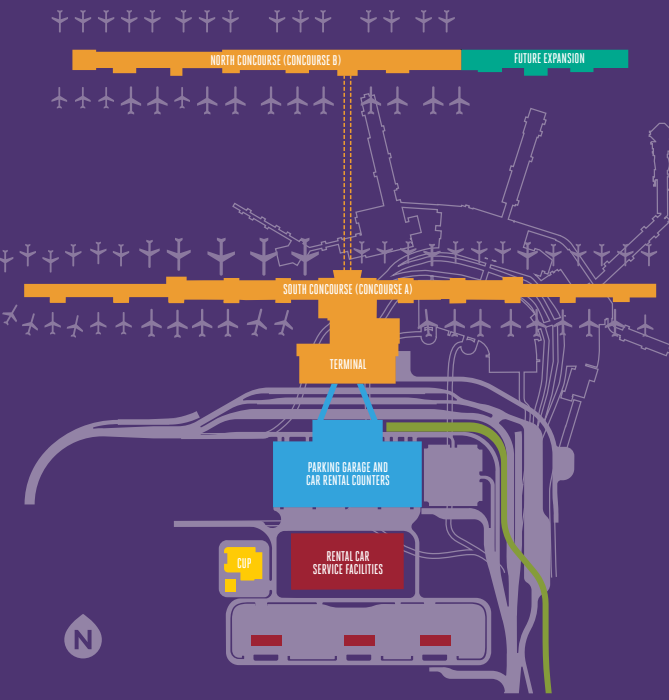 NORTH CONCOURSE (CONCOURSE B)
FUTURE EXPANSION
SOUTH CONCOURSE (CONCOURSE A)
TERMINAL
PARKING GARAGE AND
CAR RENTAL COUNTERS
RENTAL CAR
SERVICE FACILITIES
CUP
N